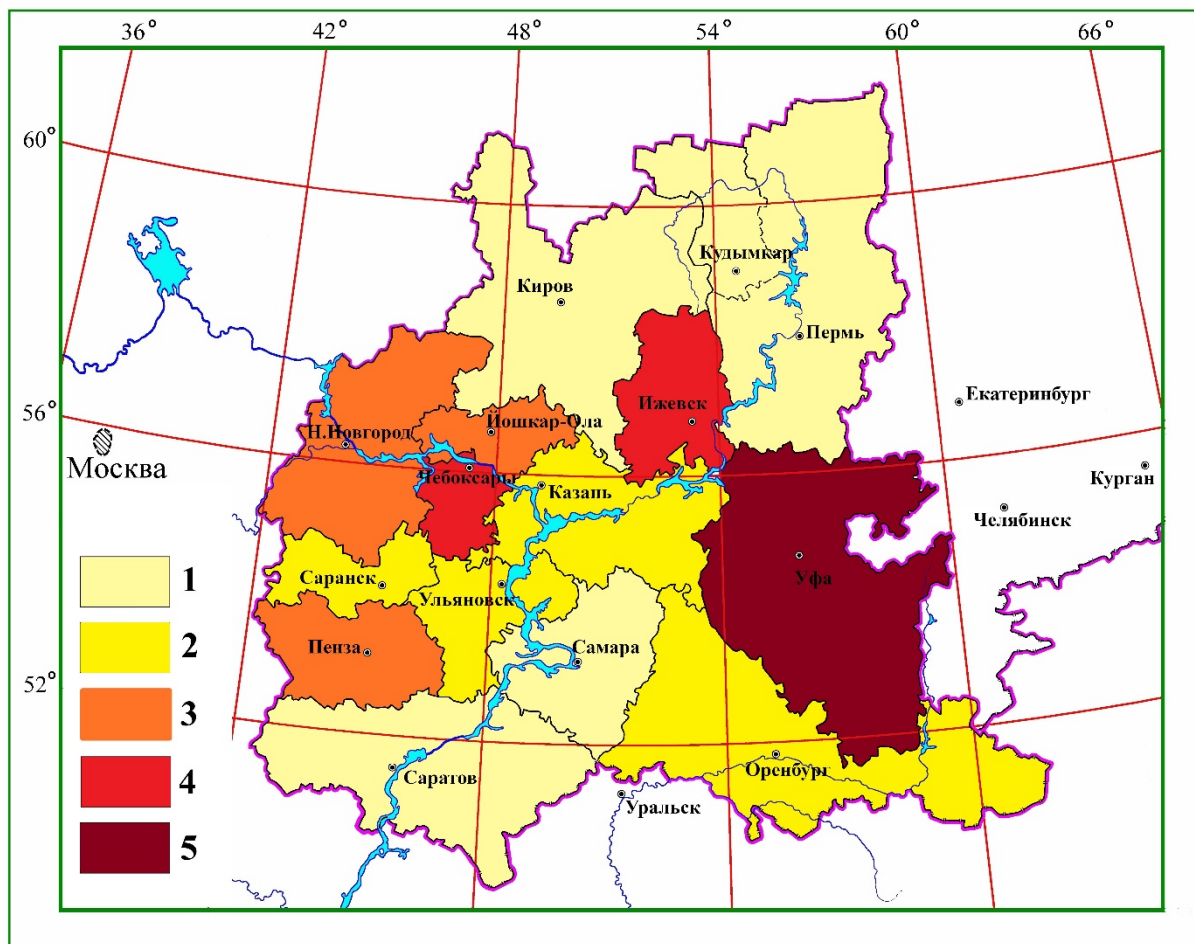 36°
42°
48°
54°
60°
66°
60°
56°
52°
Кудымкар
Киров
Пермь
Екатеринбург
Ижевск
Йошкар-Ола
Н.Новгород
Москва
Чебоксары
Казань
Курган
Челябинск
Уфа
Саранск
Ульяновск
Пенза
Самара
Саратов
Оренбург
Уральск
1
2
3
4
5